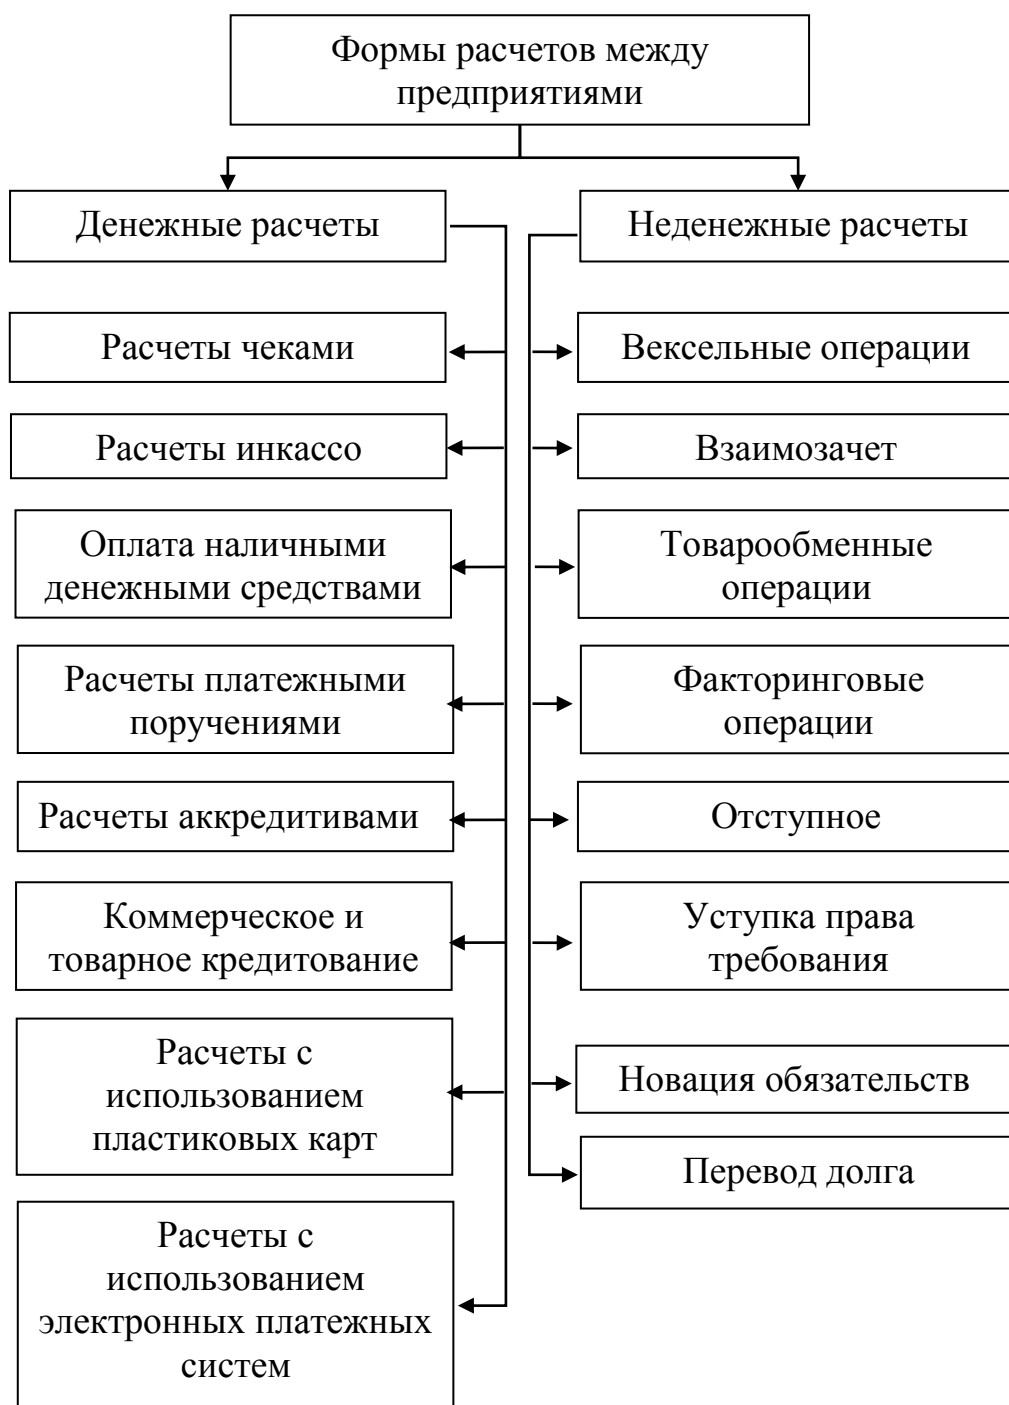 Формы расчетов между
предприятиями
Денежные расчеты
Неденежные расчеты
Расчеты чеками
Вексельные операции
Расчеты инкассо
Взаимозачет
Оплата наличными
денежными средствами
Товарообменные
операции
Расчеты платежными
поручениями
Факторинговые
операции
Расчеты аккредитивами
Отступное
Коммерческое и
товарное кредитование
Уступка права
требования
Расчеты с
использованием
пластиковых карт
Новация обязательств
Перевод долга
Расчеты с
использованием
электронных платежных
систем